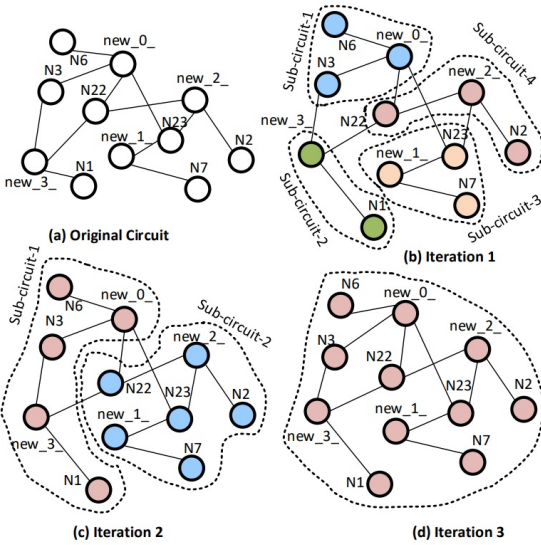 new_0_
N6
N3
new_2_
N22
N23
new_1_
N1
N7
N2
new_3_
(a) Original Circuit
Sub-circuit-1
N6
new_0_
N3
Sub-circuit-4
new_2_
N22
new_3_
N23
new_1_
N2
N7
N1
Sub-circuit-2
Sub-circuit-3
(b) Iteration 1
Sub-circuit-1
N6
new_0_
N3
Sub-circuit-2
new_2_
N22
N23
N2
new_1_
new_3_
N7
N1
(c) Iteration 2
N6
new_0_
N3
new_2_
N22
N23
N2
new_1_
new_3_
N7
N1
(d) Iteration 3